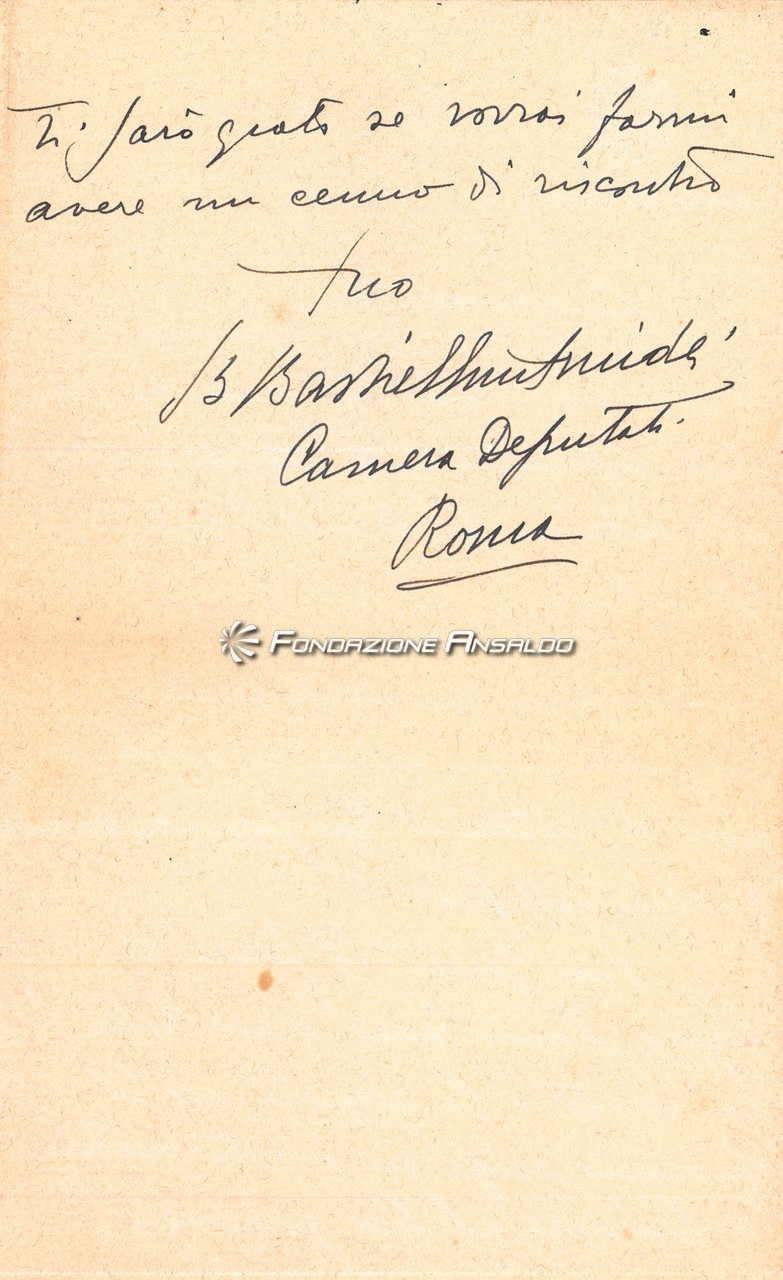 Ti sarò grato se vorrai farmi
avere un cenno di riscontro
tuo
B
Camera Deputati
Roma
FONDAZIONE ANSALDO